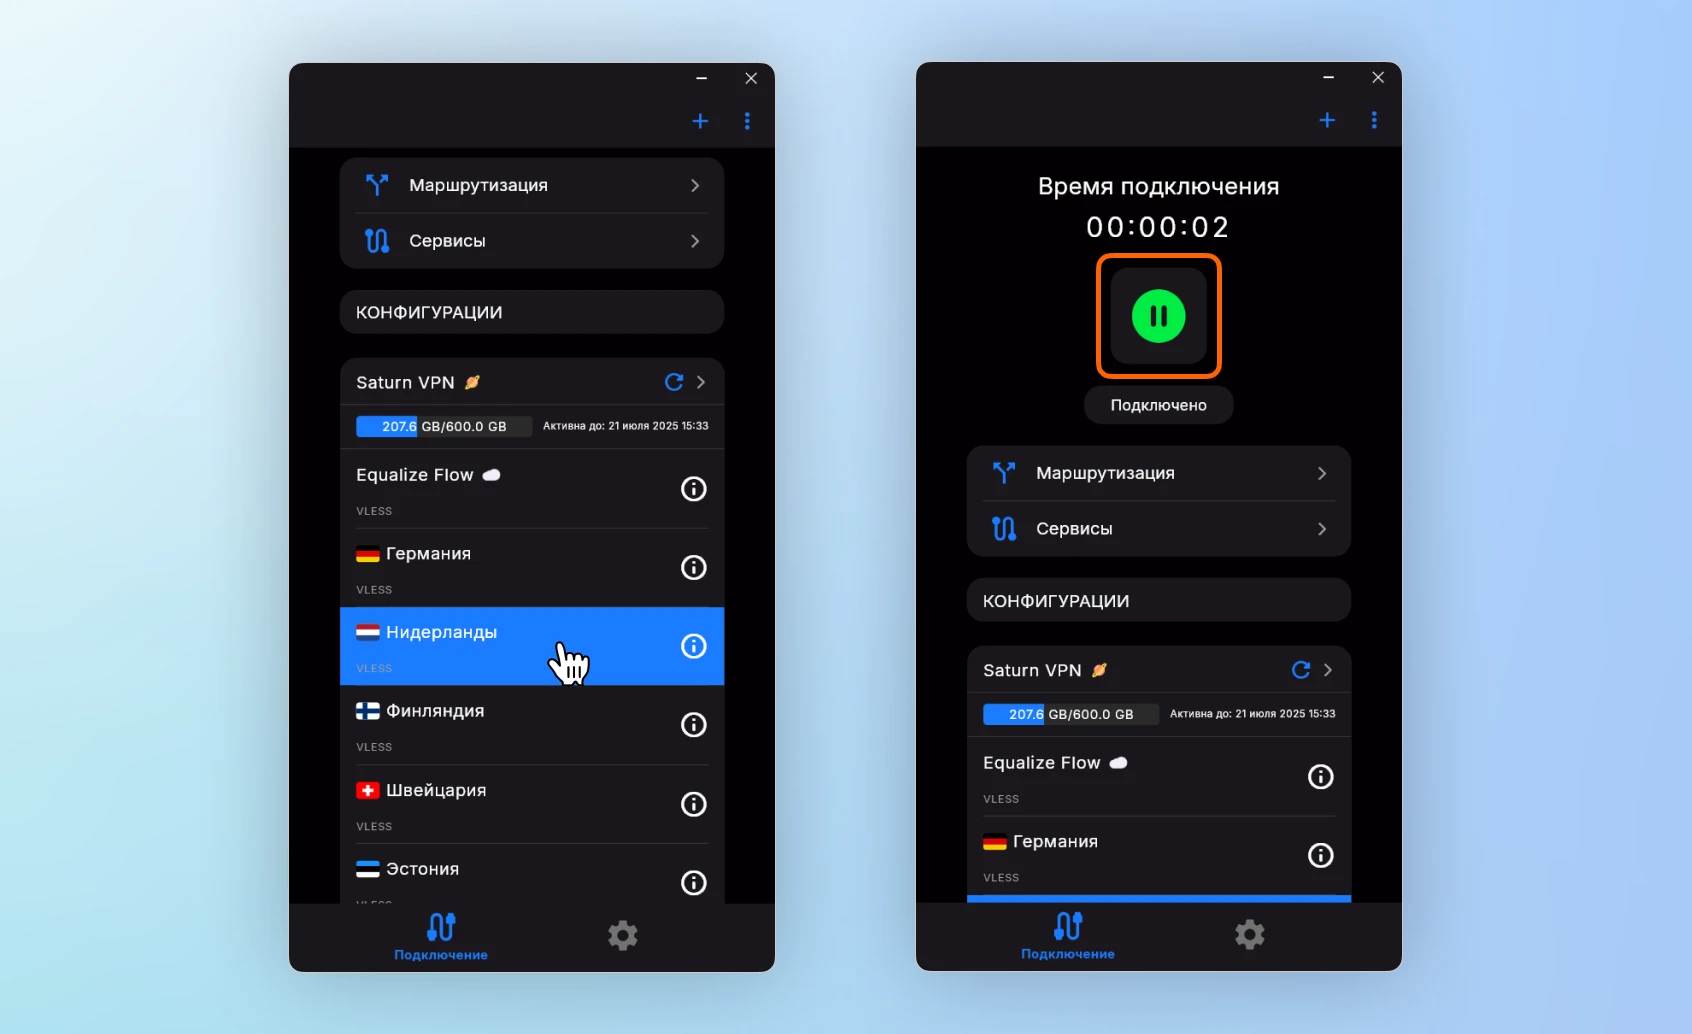 Маршрутизация
Сервисы
КОНФИГУРАЦИИ
Saturn VPN
207.6 GB/600.0 GB Активна до: 21 июля 2025 15:33
Equalize Flow
VLESS
Германия
VLESS
Нидерланды
VLESS
Финляндия
VLESS
Швейцария
VLESS
Эстония
VLESS
Подключение
Время подключения
00:00:02
Подключено
Маршрутизация
Сервисы
КОНФИГУРАЦИИ
Saturn VPN
207.6 GB/600.0 GB Активна до: 21 июля 2025 15:33
Equalize Flow
VLESS
Германия
VLESS
Подключение